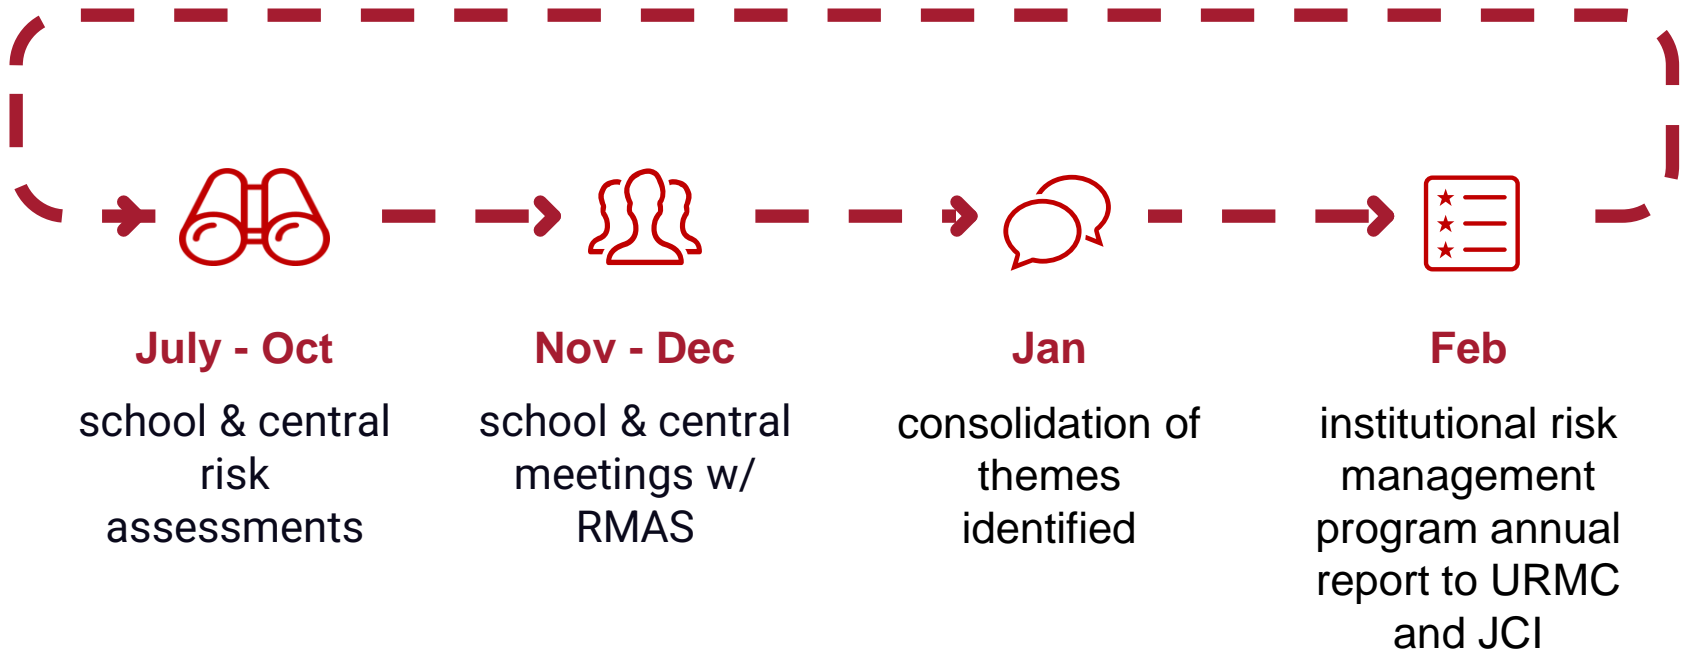 July - Oct
school & central
risk
assessments
Nov - Dec
school & central
meetings w/
RMAS
Jan
consolidation of
themes
identified
Feb
institutional risk
management
program annual
report to URMC
and JCI